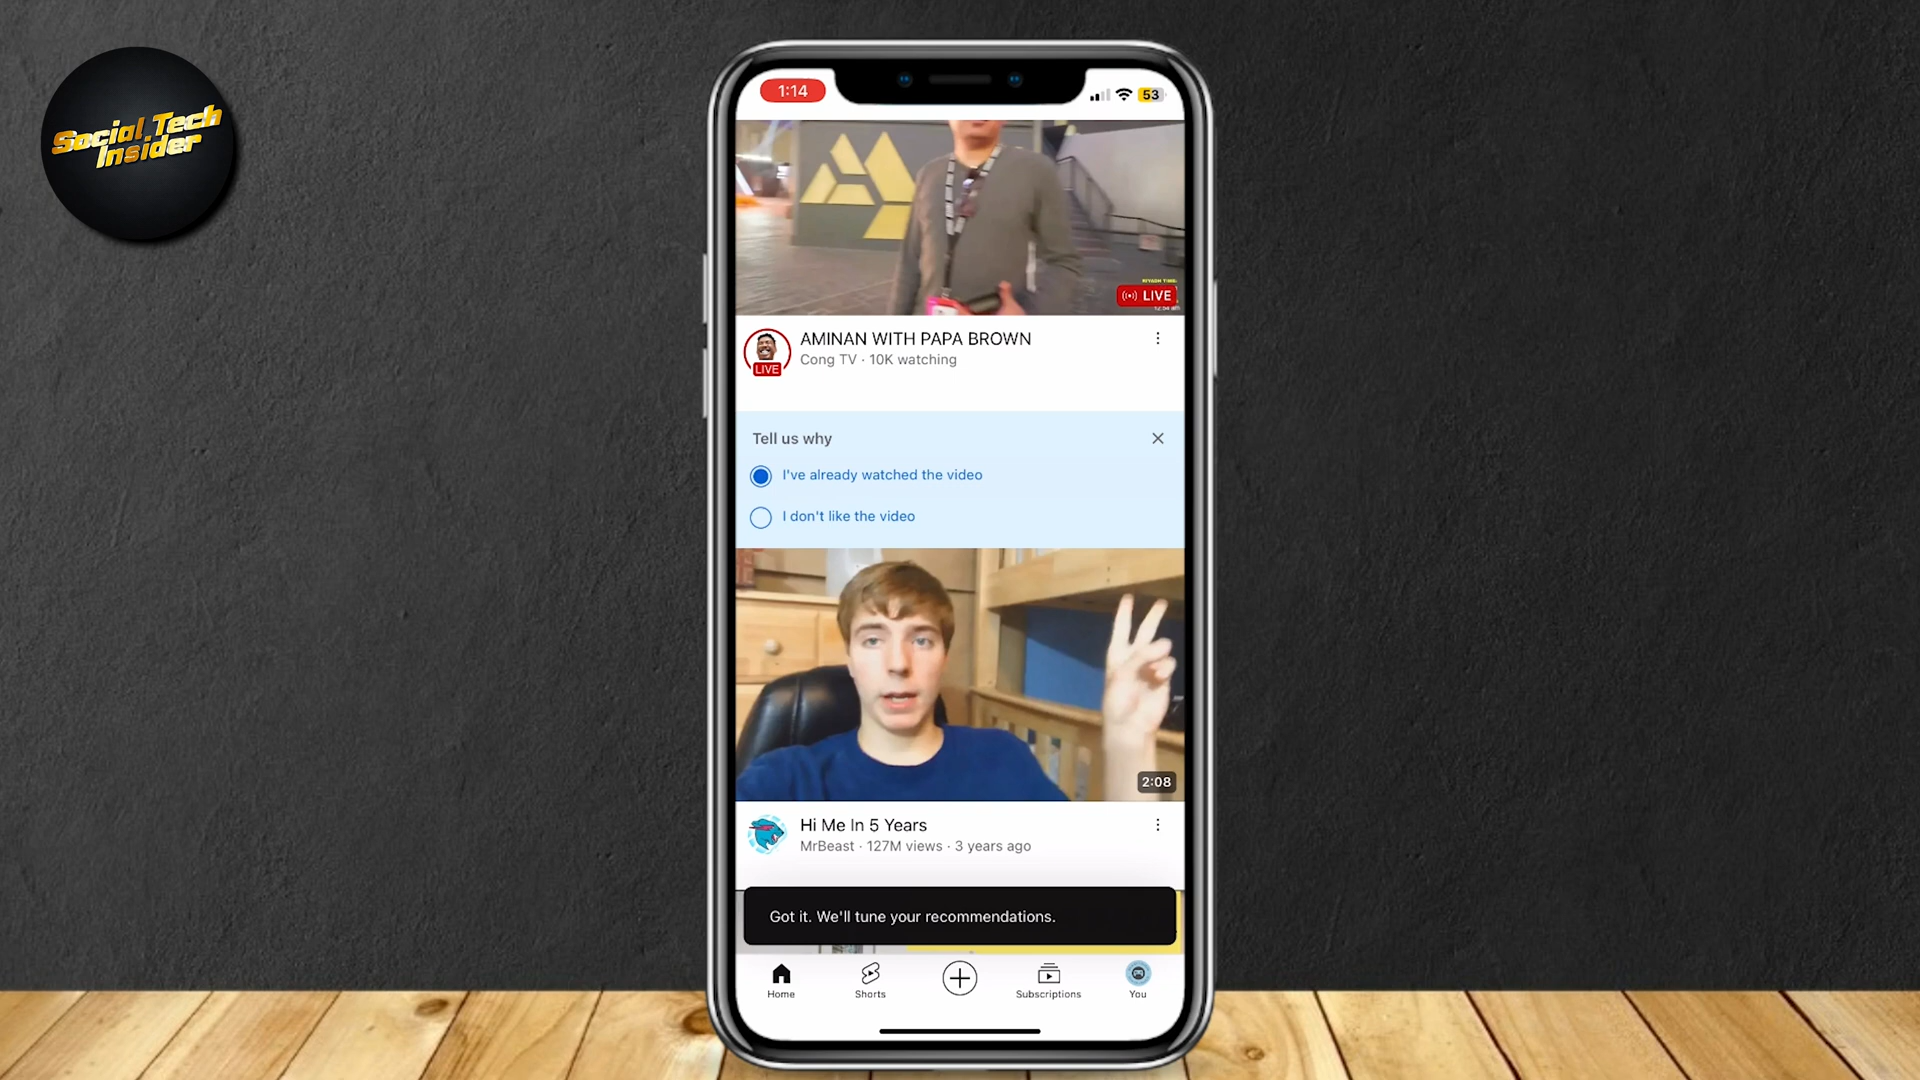 Social Tech
Insider
1:14
53
LIVE
AMINAN WITH PAPA BROWN
Cong TV · 10K watching
LIVE
Tell us why
I've already watched the video
I don't like the video
2:08
Hi Me In 5 Years
MrBeast · 127M views · 3 years ago
Got it. We'll tune your recommendations.
Home
Shorts
Subscriptions
You